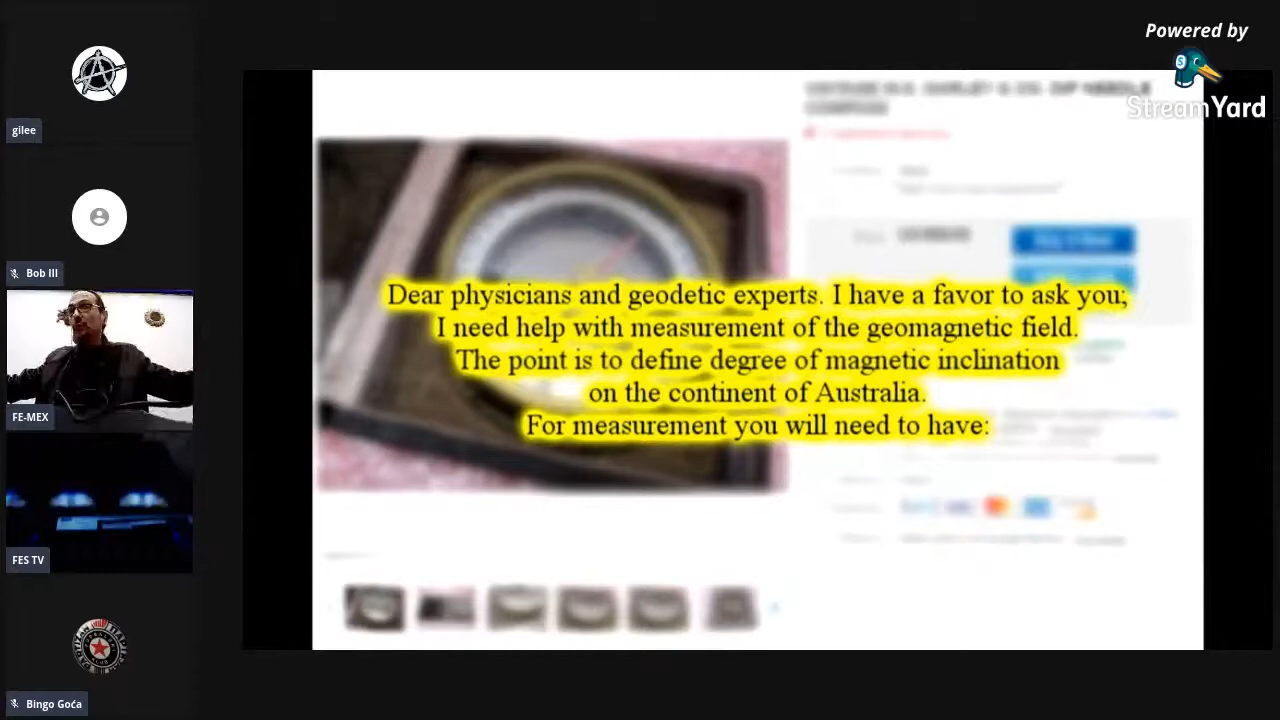 Powered by
StreamYard
gilee
Bob III
FE-MEX
FES TV
Bingo Goća
Dear physicians and geodetic experts. I have a favor to ask you;
I need help with measurement of the geomagnetic field.
The point is to define degree of magnetic inclination
on the continent of Australia.
For measurement you will need to have: